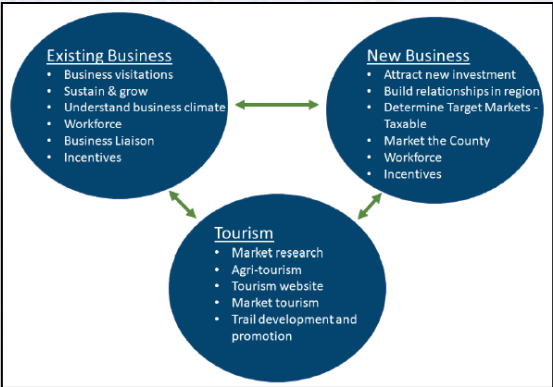 Existing Business
• Business visitations
• Sustain & grow
• Understand business climate
• Workforce
• Business Liaison
• Incentives
New Business
• Attract new investment
• Build relationships in region
• Determine Target Markets -
Taxable
• Market the County
• Workforce
• Incentives
Tourism
• Market research
• Agri-tourism
• Tourism website
• Market tourism
• Trail development and
promotion